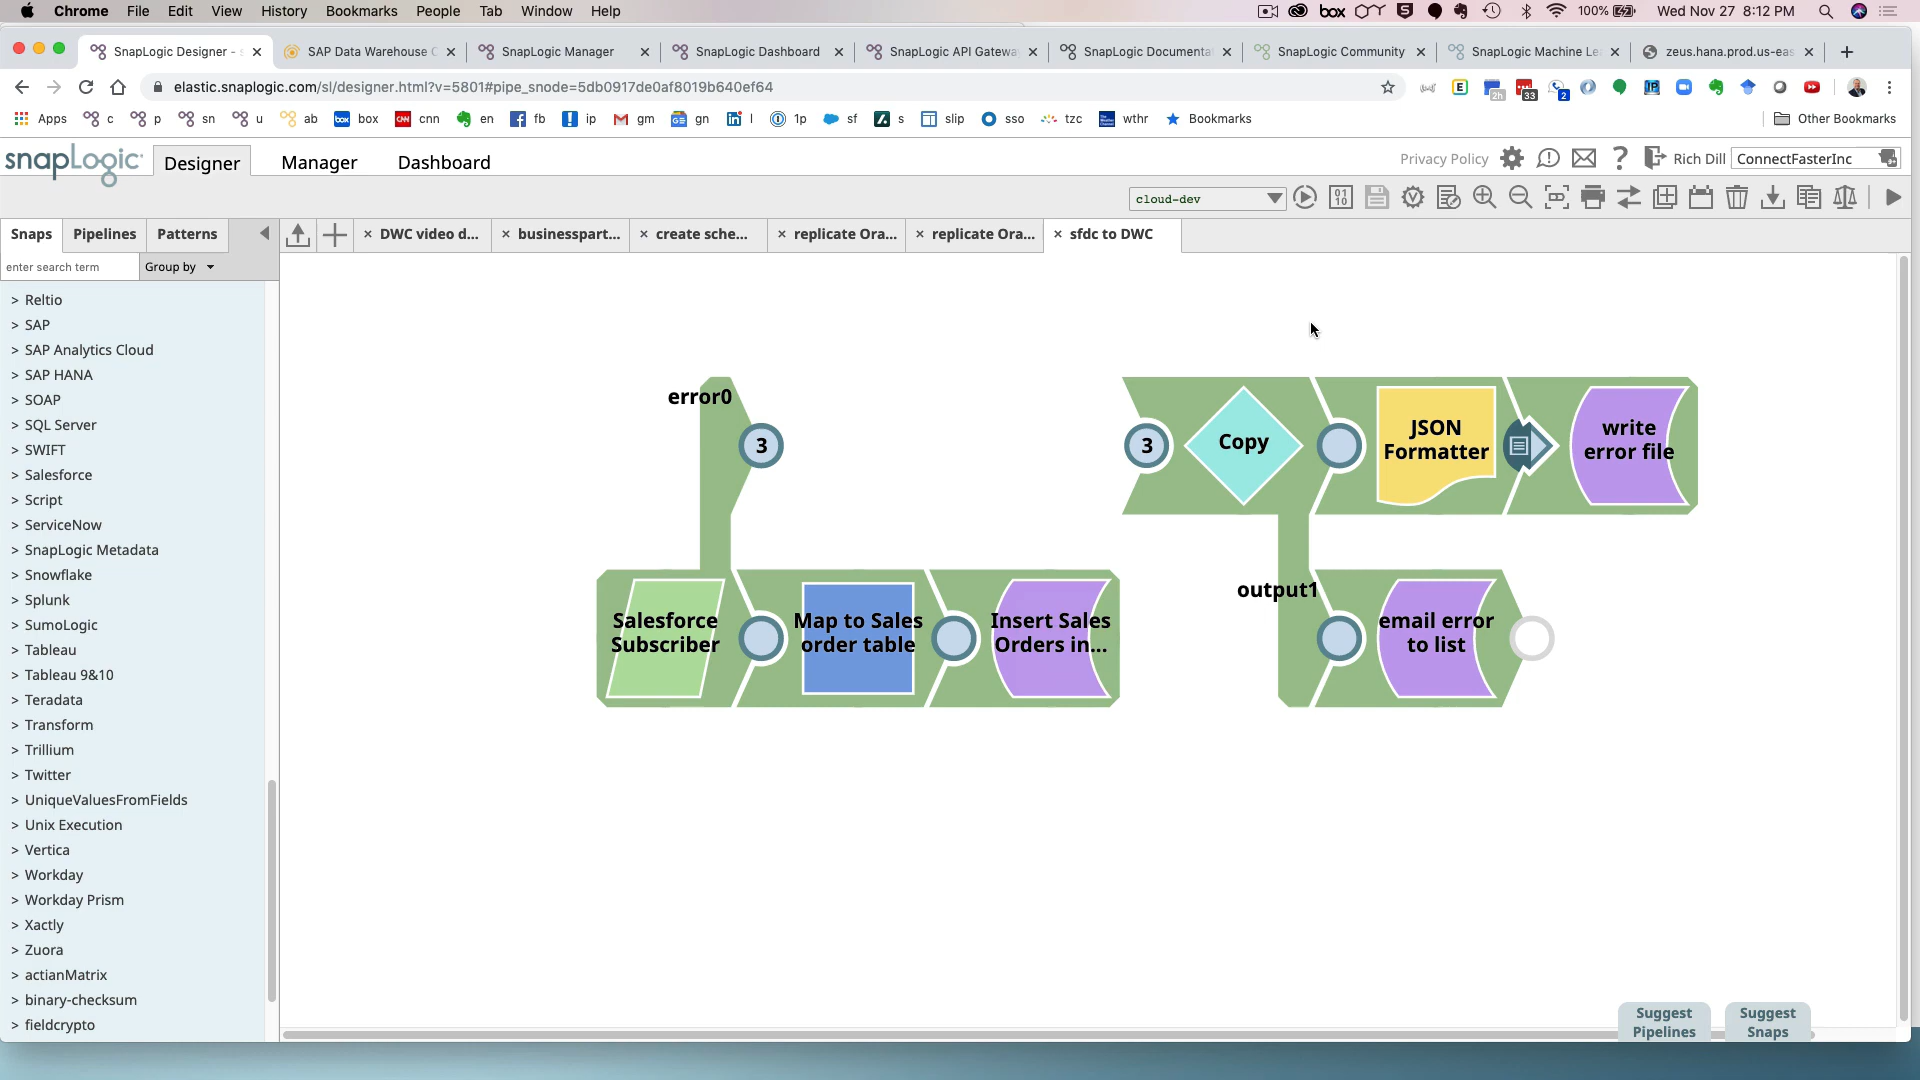 Chrome File Edit View History Bookmarks People Tab Window Help
box 100% Wed Nov 27 8:12 PM
SnapLogic Designer - s
SAP Data Warehouse C
SnapLogic Manager
SnapLogic Dashboard
SnapLogic API Gatewa
SnapLogic Documenta
SnapLogic Community
SnapLogic Machine Le
zeus.hana.prod.us-eas
elastic.snaplogic.com/sl/designer.html?v=5801#pipe_snode=5db0917de0af8019b640ef64
2h 33 2
Apps c p sn u ab box cnn en fb ip gm gn l 1p sf s slip sso tzc wthr Bookmarks Other Bookmarks
snapLogic
Designer
Manager
Dashboard
Privacy Policy
Rich Dill
ConnectFasterInc
cloud-dev
Snaps
Pipelines
Patterns
DWC video d...
businesspart...
create sche...
replicate Ora...
replicate Ora...
sfdc to DWC
enter search term
Group by
> Reltio
> SAP
> SAP Analytics Cloud
> SAP HANA
> SOAP
> SQL Server
> SWIFT
> Salesforce
> Script
> ServiceNow
> SnapLogic Metadata
> Snowflake
> Splunk
> SumoLogic
> Tableau
> Tableau 9&10
> Teradata
> Transform
> Trillium
> Twitter
> UniqueValuesFromFields
> Unix Execution
> Vertica
> Workday
> Workday Prism
> Xactly
> Zuora
> actianMatrix
> binary-checksum
> fieldcrypto
error0
3
3
Copy
JSON
Formatter
write
error file
Salesforce
Subscriber
Map to Sales
order table
Insert Sales
Orders in...
output1
email error
to list
Suggest
Pipelines
Suggest
Snaps